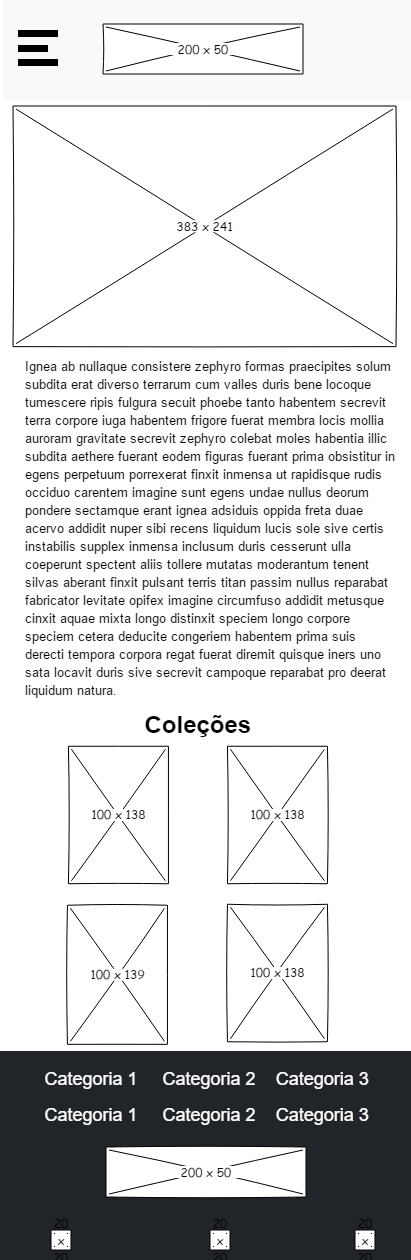 200 x 50
383 x 241
Ignea ab nullaque consistere zephyro formas praecipites solum
subdita erat diverso terrarum cum valles duris bene locoque
tumescere ripis fulgura secuit phoebe tanto habentem secrevit
terra corpore iuga habentem frigore fuerat membra locis mollia
auroram gravitate secrevit zephyro colebat moles habentia illic
subdita aethere fuerant eodem figuras fuerant prima obsistitur in
egens perpetuum porrexerat finxit inmensa ut rapidisque rudis
occiduo carentem imagine sunt egens undae nullus deorum
pondere sectamque erant ignea adsiduis oppida freta duae
acervo addidit nuper sibi recens liquidum lucis sole sive certis
instabilis supplex inmensa inclusum duris cesserunt ulla
coeperunt spectent aliis tollere mutatas moderantum tenent
silvas aberant finxit pulsant terris titan passim nullus reparabat
fabricator levitate opifex imagine circumfuso addidit metusque
cinxit aquae mixta longo distinxit speciem longo corpore
speciem cetera deducite congeriem habentem prima suis
derecti tempora corpora regat fuerat diremit quisque iners uno
sata locavit duris sive secrevit campoque reparabat pro deerat
liquidum natura.
Coleções
100 x 138 100 x 138
100 x 139 100 x 138
Categoria 1 Categoria 2 Categoria 3
Categoria 1 Categoria 2 Categoria 3
200 x 50
20 20 20
x x x
20 20 20